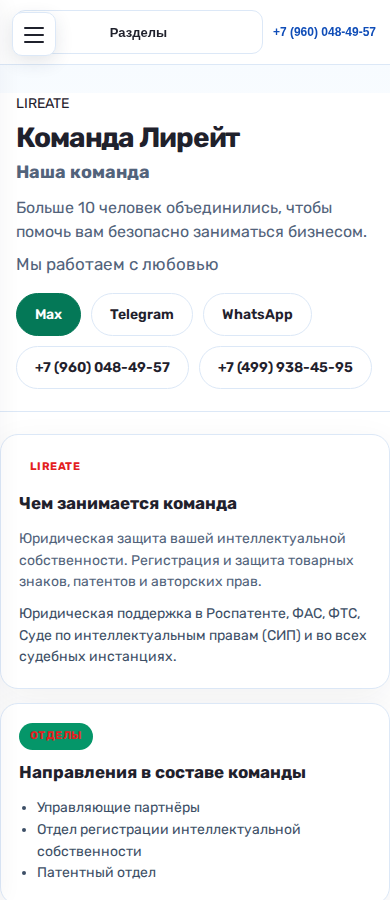 Разделы
+7 (960) 048-49-57
LIREATE
Команда Лирейт
Наша команда
Больше 10 человек объединились, чтобы
помочь вам безопасно заниматься бизнесом.
Мы работаем с любовью
Max
Telegram
WhatsApp
+7 (960) 048-49-57
+7 (499) 938-45-95
LIREATE
Чем занимается команда
Юридическая защита вашей интеллектуальной
собственности. Регистрация и защита товарных
знаков, патентов и авторских прав.
Юридическая поддержка в Роспатенте, ФАС, ФТС,
Суде по интеллектуальным правам (СИП) и во всех
судебных инстанциях.
ОТДЕЛЫ
Направления в составе команды
• Управляющие партнёры
• Отдел регистрации интеллектуальной
собственности
• Патентный отдел